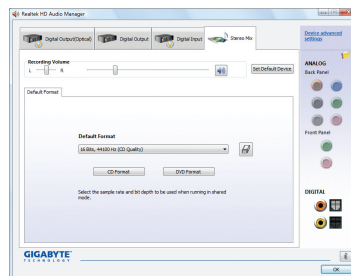 Realtek HD Audio Manager
Digital Output(Optical)
Digital Output
Digital Input
Stereo Mix
Device advanced
settings
Recording Volume
L
R
Set Default Device
ANALOG
Back Panel
Default Format
Default Format
16 Bits, 44100 Hz (CD Quality)
CD Format
DVD Format
Select the sample rate and bit depth to be used when running in shared
mode.
Front Panel
DIGITAL
GIGABYTE
TECHNOLOGY
OK